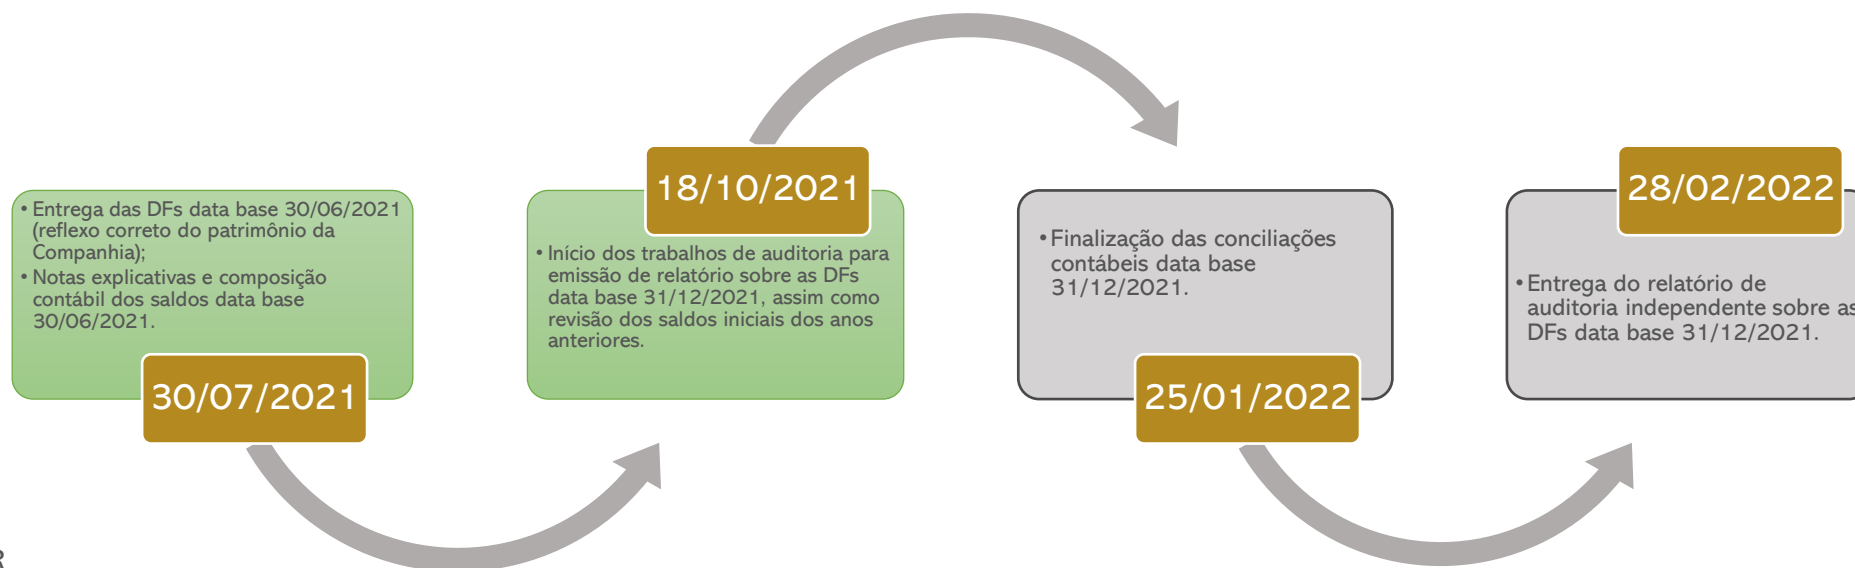 • Entrega das DFs data base 30/06/2021
(reflexo correto do patrimônio da
Companhia);
• Notas explicativas e composição
contábil dos saldos data base
30/06/2021.
30/07/2021
18/10/2021
• Início dos trabalhos de auditoria para
emissão de relatório sobre as DFs
data base 31/12/2021, assim como
revisão dos saldos iniciais dos anos
anteriores.
• Finalização das conciliações
contábeis data base
31/12/2021.
25/01/2022
28/02/2022
• Entrega do relatório de
auditoria independente sobre as
DFs data base 31/12/2021.